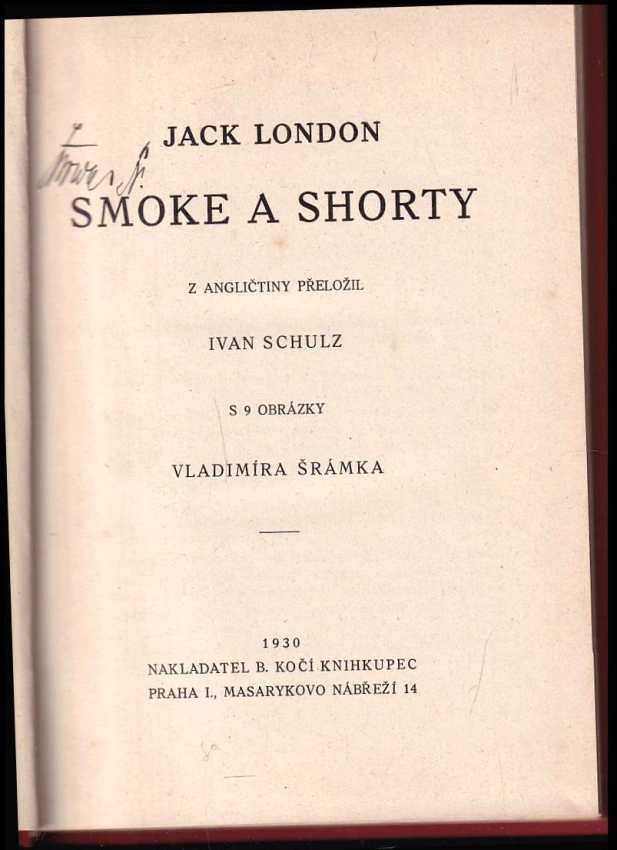 JACK LONDON
SMOKE A SHORTY
Z ANGLIČTINY PŘELOŽIL
IVAN SCHULZ
S 9 OBRÁZKY
VLADIMÍRA ŠRÁMKA
1930
NAKLADATEL B. KOČÍ KNIHKUPEC
PRAHA I., MASARYKOVO NÁBŘEŽÍ 14